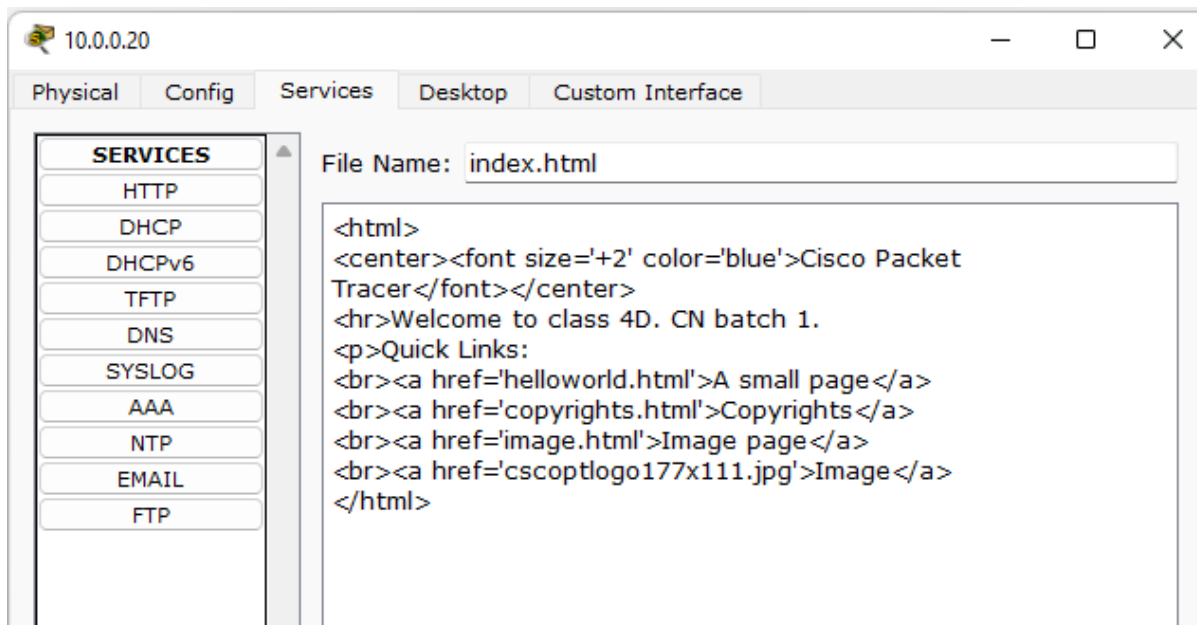 10.0.0.20
Physical Config Services Desktop Custom Interface
SERVICES
HTTP
DHCP
DHCPv6
TFTP
DNS
SYSLOG
AAA
NTP
EMAIL
FTP
File Name: index.html
<html>
<center><font size='+2' color='blue'>Cisco Packet
Tracer</font></center>
<hr>Welcome to class 4D. CN batch 1.
<p>Quick Links:
<br><a href='helloworld.html'>A small page</a>
<br><a href='copyrights.html'>Copyrights</a>
<br><a href='image.html'>Image page</a>
<br><a href='cscoptlogo177x111.jpg'>Image</a>
</html>